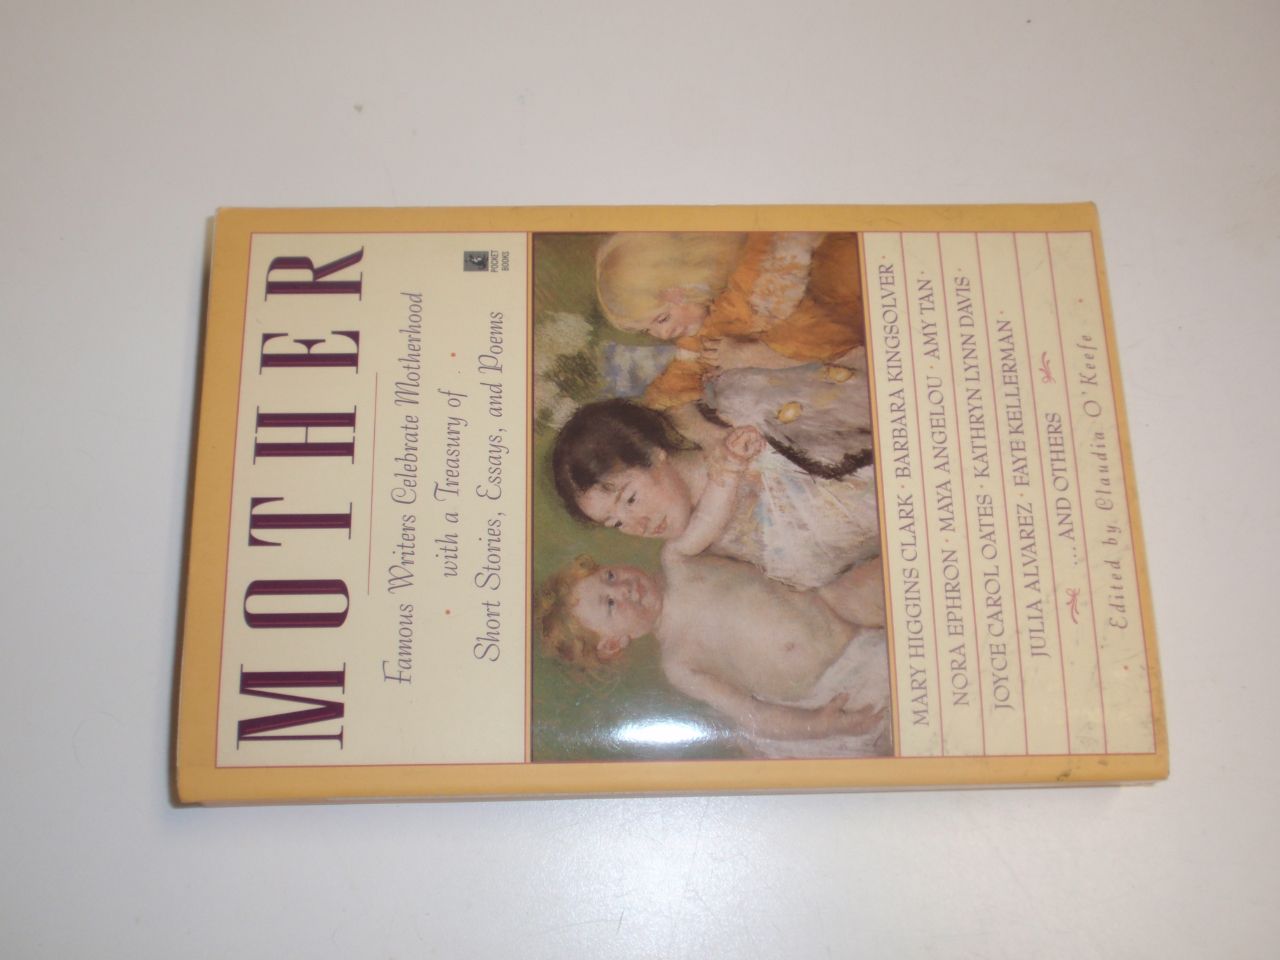 MOTHER
Famous Writers Celebrate Motherhood
with a Treasury of
Short Stories, Essays, and Poems
POCKET
BOOKS
MARY HIGGINS CLARK · BARBARA KINGSOLVER ·
NORA EPHRON · MAYA ANGELOU · AMY TAN ·
JOYCE CAROL OATES · KATHRYN LYNN DAVIS ·
JULIA ALVAREZ · FAYE KELLERMAN ·
... AND OTHERS
Edited by Claudia O'Keefe